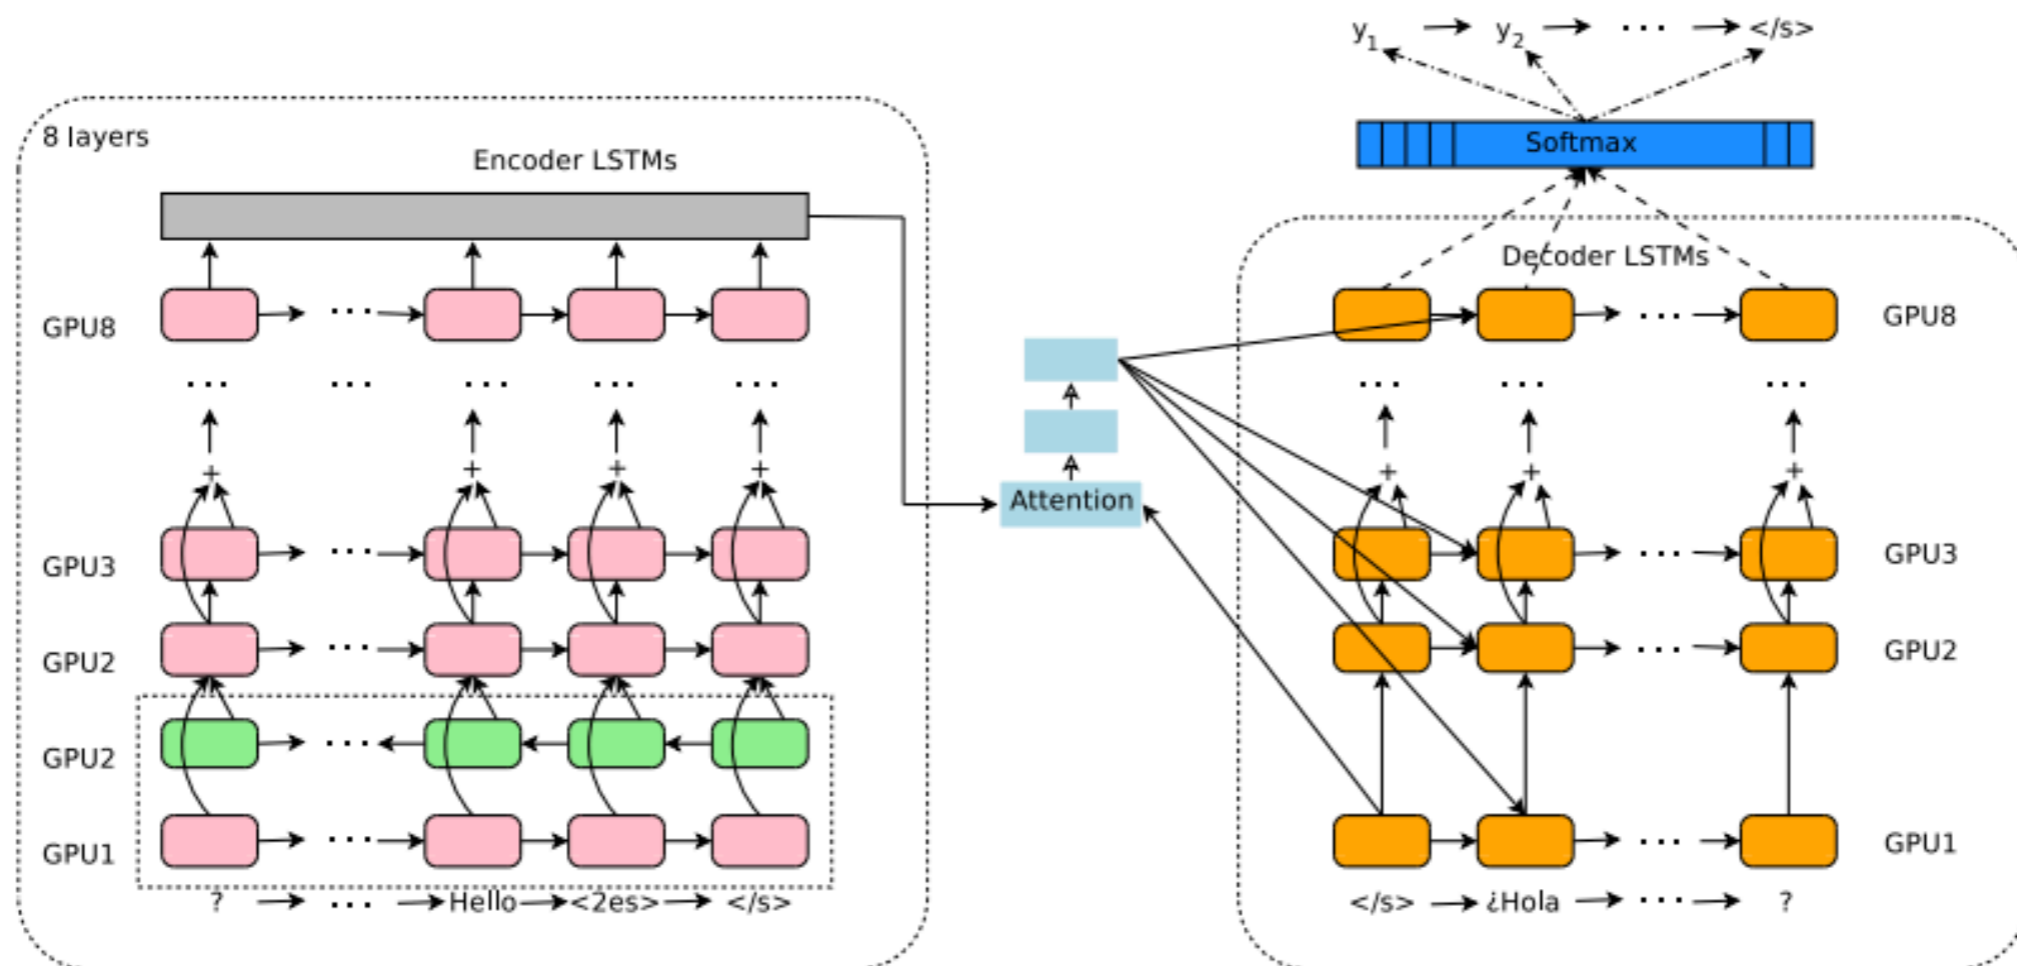 y1 y2 ... </s>
Softmax
8 layers
Encoder LSTMs
Decoder LSTMs
GPU8 ... GPU8
... ... ... ... ... ... ... ...
+ + + + + + +
Attention
GPU3 ... ... GPU3
GPU2 ... ... GPU2
GPU2 ...
GPU1 ... ... GPU1
? ... Hello <2es> </s> </s> ¿Hola ... ?